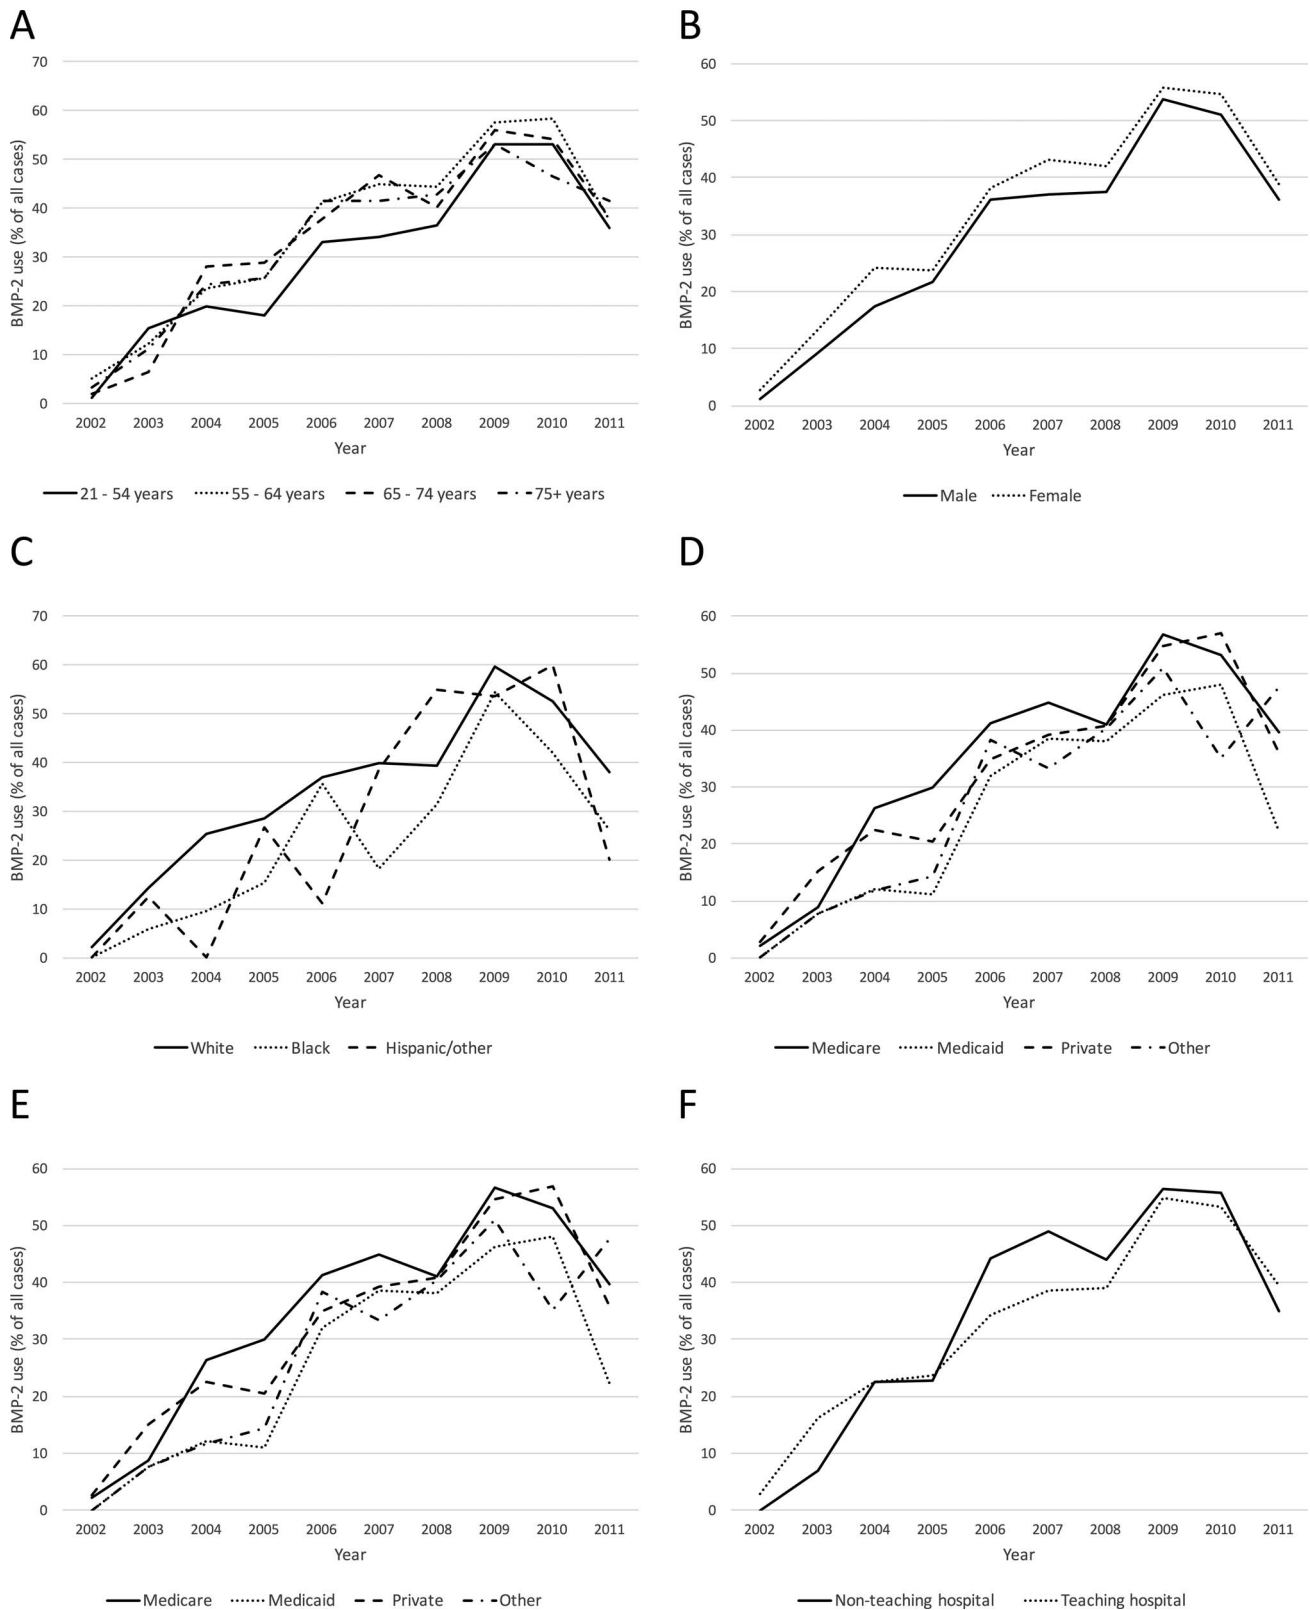 A
70
60
50
40
30
20
10
0
BMP-2 use (% of all cases)
2002 2003 2004 2005 2006 2007 2008 2009 2010 2011
Year
21 - 54 years 55 - 64 years 65 - 74 years 75+ years
B
60
50
40
30
20
10
0
BMP-2 use (% of all cases)
2002 2003 2004 2005 2006 2007 2008 2009 2010 2011
Year
Male Female
C
70
60
50
40
30
20
10
0
BMP-2 use (% of all cases)
2002 2003 2004 2005 2006 2007 2008 2009 2010 2011
Year
White Black Hispanic/other
D
60
50
40
30
20
10
0
BMP-2 use (% of all cases)
2002 2003 2004 2005 2006 2007 2008 2009 2010 2011
Year
Medicare Medicaid Private Other
E
60
50
40
30
20
10
0
BMP-2 use (% of all cases)
2002 2003 2004 2005 2006 2007 2008 2009 2010 2011
Year
Medicare Medicaid Private Other
F
60
50
40
30
20
10
0
BMP-2 use (% of all cases)
2002 2003 2004 2005 2006 2007 2008 2009 2010 2011
Year
Non-teaching hospital Teaching hospital